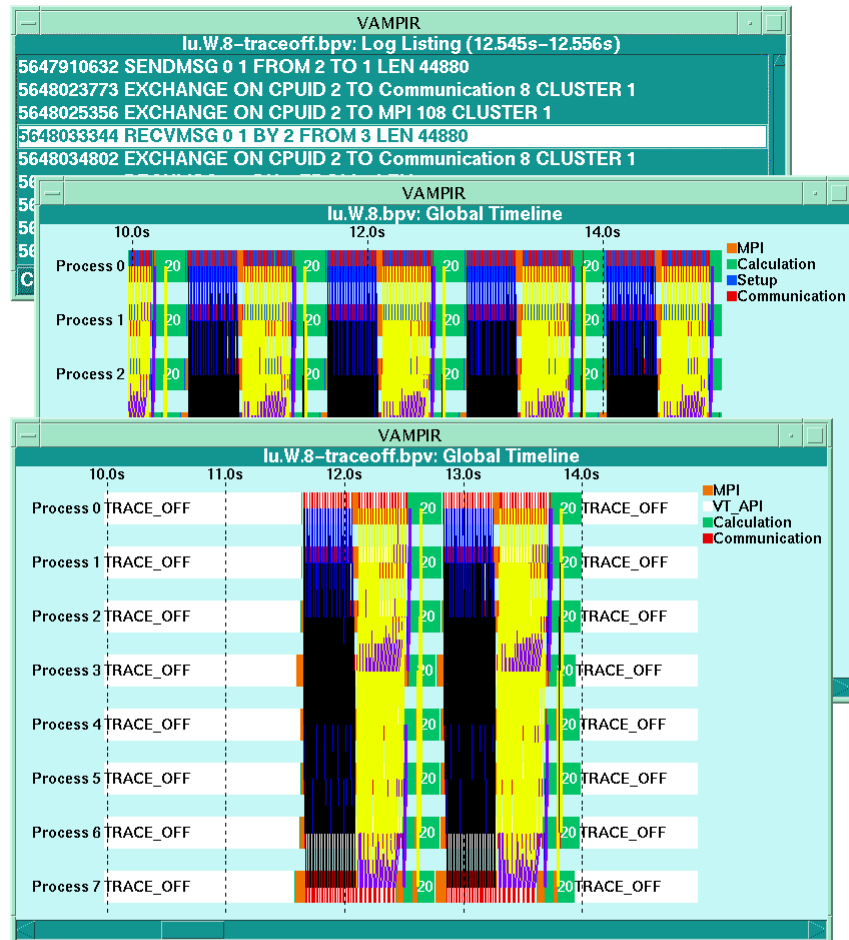 VAMPIR
lu.W.8-traceoff.bpv: Log Listing (12.545s-12.556s)
5647910632 SENDMSG 0 1 FROM 2 TO 1 LEN 44880
5648023773 EXCHANGE ON CPUID 2 TO Communication 8 CLUSTER 1
5648025356 EXCHANGE ON CPUID 2 TO MPI 108 CLUSTER 1
5648033344 RECVMSG 0 1 BY 2 FROM 3 LEN 44880
5648034802 EXCHANGE ON CPUID 2 TO Communication 8 CLUSTER 1
VAMPIR
lu.W.8.bpv: Global Timeline
10.0s 12.0s 14.0s
Process 0 20 20 20 20
Process 1 20 20 20 20
Process 2 20 20 20 20
MPI
Calculation
Setup
Communication
VAMPIR
lu.W.8-traceoff.bpv: Global Timeline
10.0s 11.0s 12.0s 13.0s 14.0s
Process 0 TRACE_OFF 20 20 TRACE_OFF
Process 1 TRACE_OFF 20 20 TRACE_OFF
Process 2 TRACE_OFF 20 20 TRACE_OFF
Process 3 TRACE_OFF 20 20 TRACE_OFF
Process 4 TRACE_OFF 20 20 TRACE_OFF
Process 5 TRACE_OFF 20 20 TRACE_OFF
Process 6 TRACE_OFF 20 20 TRACE_OFF
Process 7 TRACE_OFF 20 20 TRACE_OFF
MPI
VT_API
Calculation
Communication